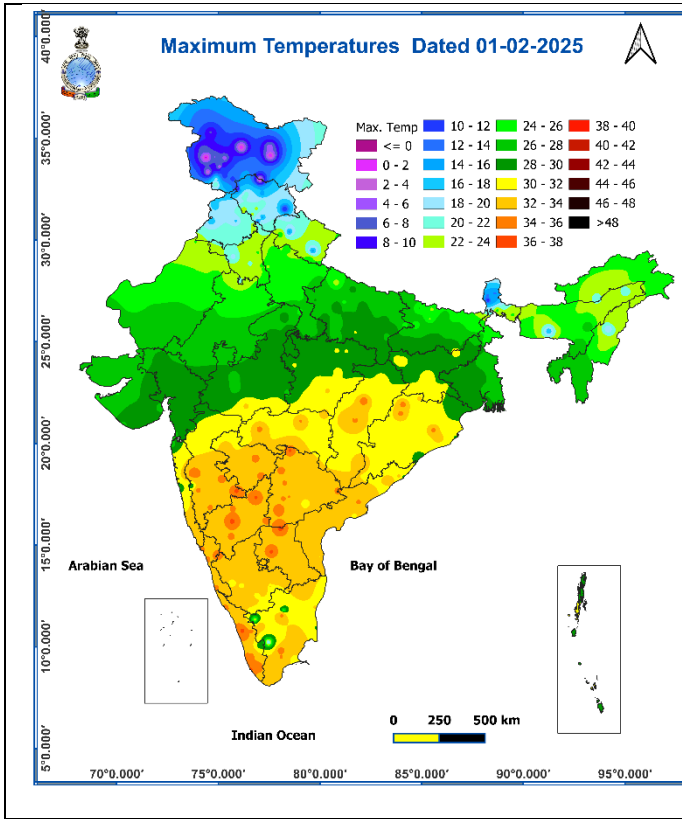 Maximum Temperatures Dated 01-02-2025
Max. Temp
<= 0
0 - 2
2 - 4
4 - 6
6 - 8
8 - 10
10 - 12
12 - 14
14 - 16
16 - 18
18 - 20
20 - 22
22 - 24
24 - 26
26 - 28
28 - 30
30 - 32
32 - 34
34 - 36
36 - 38
38 - 40
40 - 42
42 - 44
44 - 46
46 - 48
>48
40°0.000'
35°0.000'
30°0.000'
25°0.000'
20°0.000'
15°0.000'
10°0.000'
5°0.000'
Arabian Sea
Bay of Bengal
Indian Ocean
0 250 500 km
70°0.000' 75°0.000' 80°0.000' 85°0.000' 90°0.000' 95°0.000'